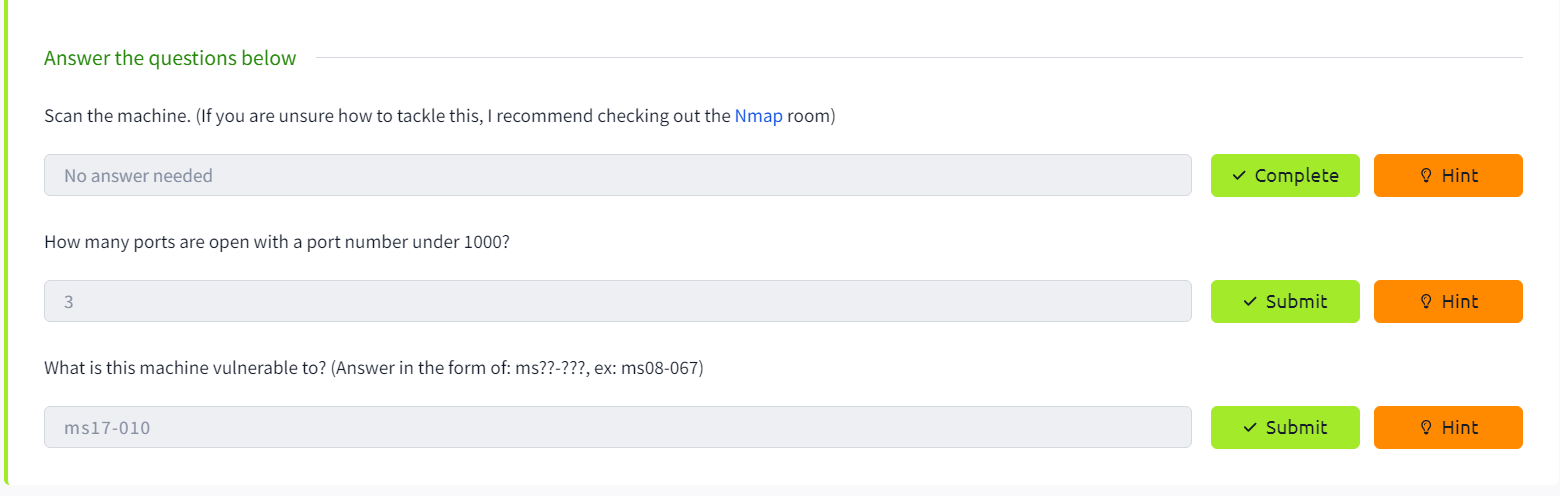 Answer the questions below
Scan the machine. (If you are unsure how to tackle this, I recommend checking out the Nmap room)
No answer needed
Complete
Hint
How many ports are open with a port number under 1000?
3
Submit
Hint
What is this machine vulnerable to? (Answer in the form of: ms??-???, ex: ms08-067)
ms17-010
Submit
Hint